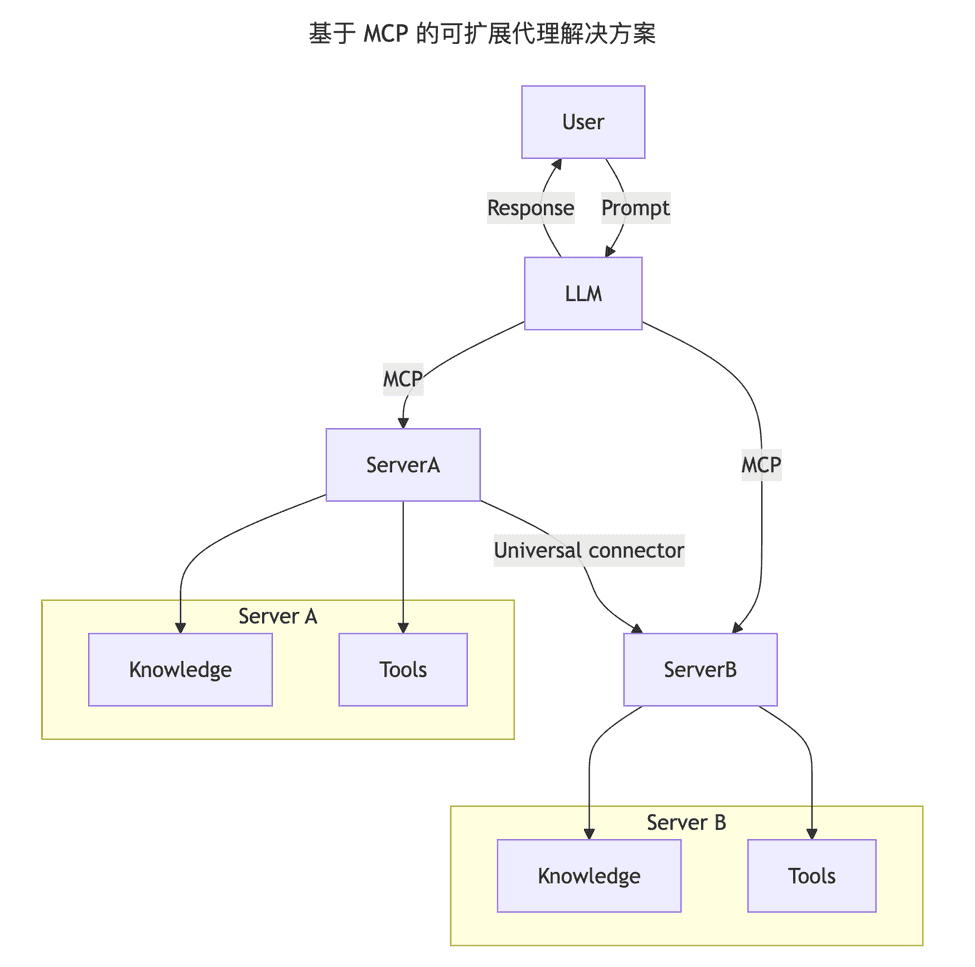 基于 MCP 的可扩展代理解决方案
User
Response
Prompt
LLM
MCP
ServerA
MCP
Universal connector
Server A
Knowledge
Tools
ServerB
Server B
Knowledge
Tools